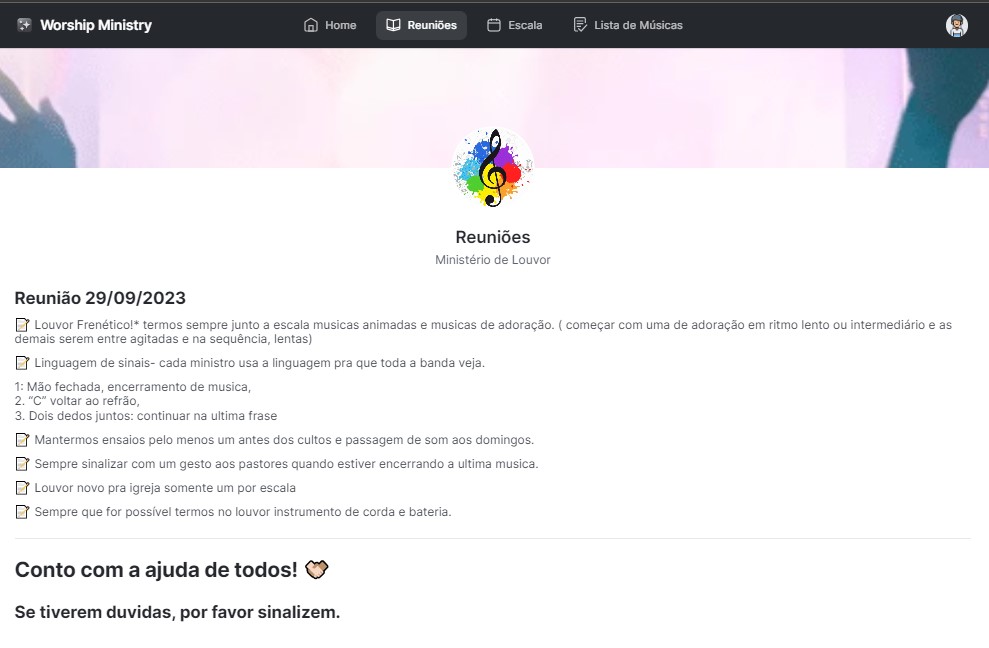 Worship Ministry
Home
Reuniões
Escala
Lista de Músicas
Reuniões
Ministério de Louvor
Reunião 29/09/2023
📝 Louvor Frenético!* termos sempre junto a escala musicas animadas e musicas de adoração. ( começar com uma de adoração em ritmo lento ou intermediário e as
demais serem entre agitadas e na sequência, lentas)
📝 Linguagem de sinais- cada ministro usa a linguagem pra que toda a banda veja.
1: Mão fechada, encerramento de musica,
2. “C” voltar ao refrão,
3. Dois dedos juntos: continuar na ultima frase
📝 Mantermos ensaios pelo menos um antes dos cultos e passagem de som aos domingos.
📝 Sempre sinalizar com um gesto aos pastores quando estiver encerrando a ultima musica.
📝 Louvor novo pra igreja somente um por escala
📝 Sempre que for possível termos no louvor instrumento de corda e bateria.
Conto com a ajuda de todos! 🤝
Se tiverem duvidas, por favor sinalizem.